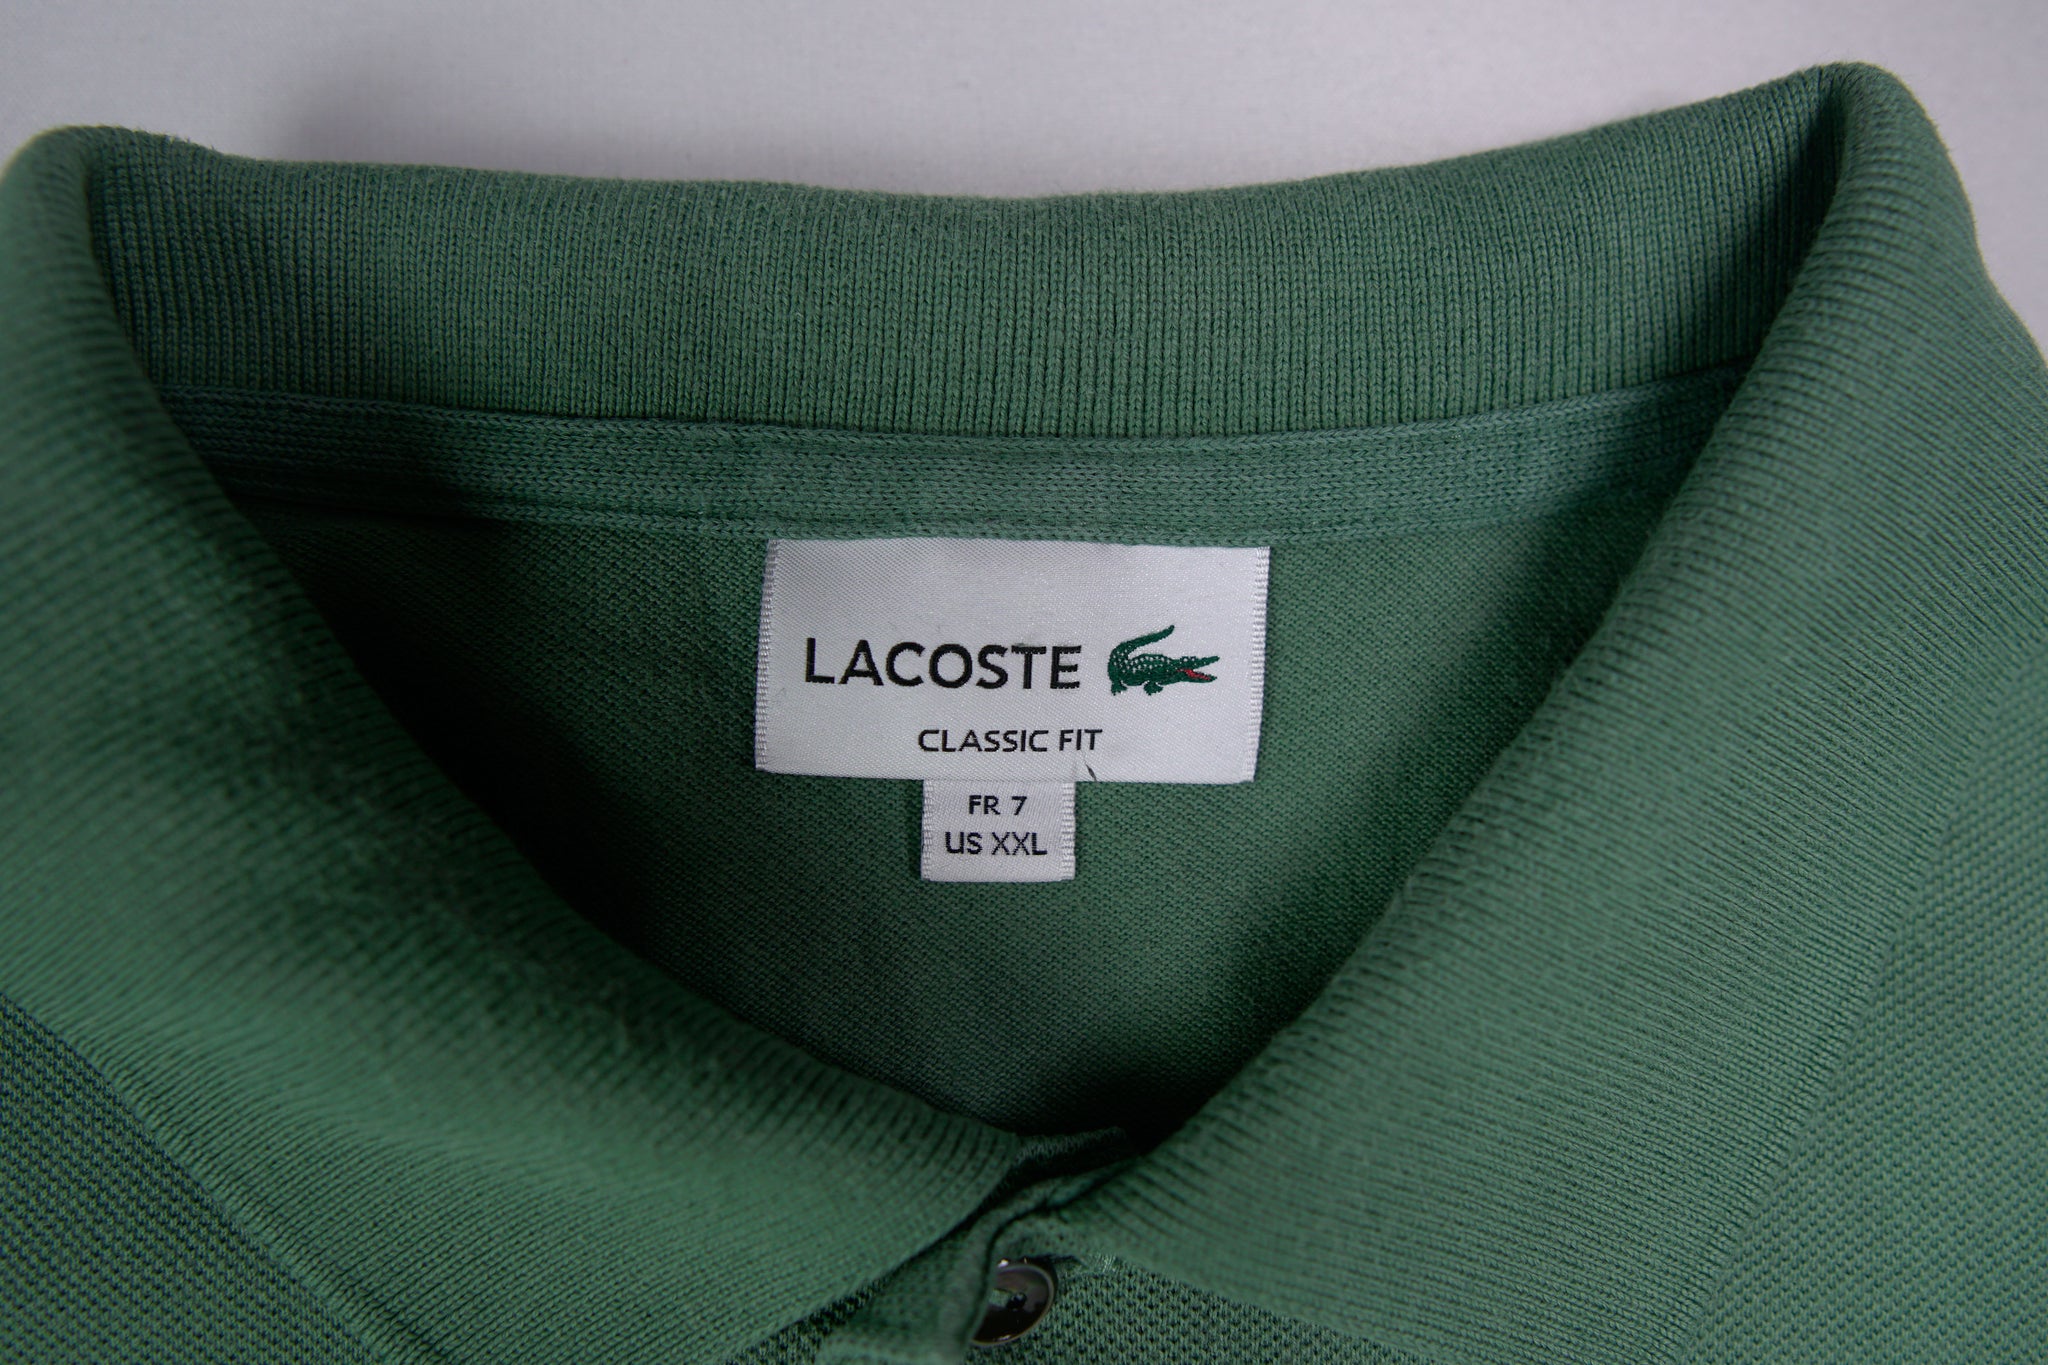 LACOSTE
CLASSIC FIT
FR 7
US XXL